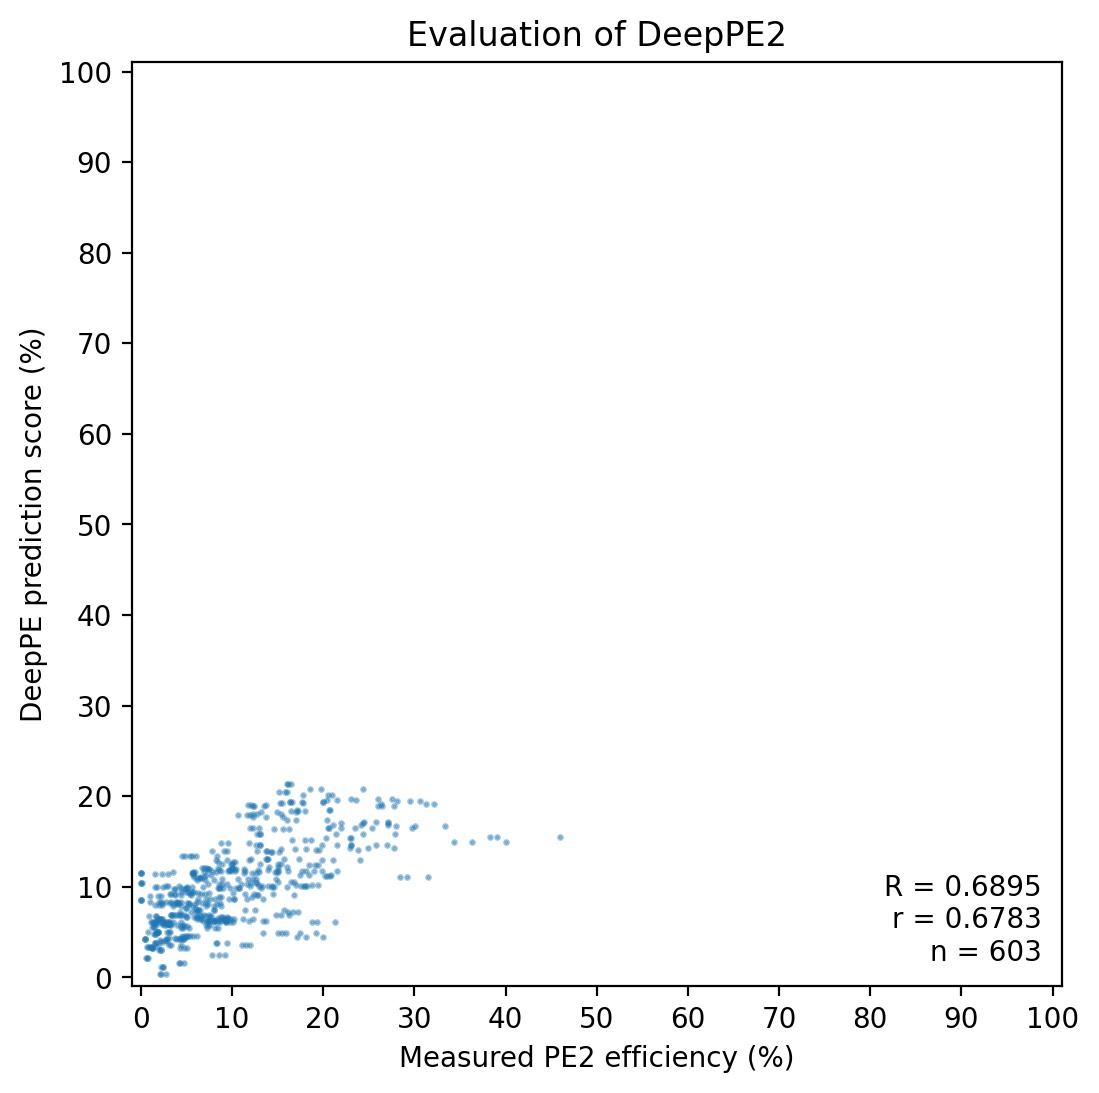 Evaluation of DeepPE2
100
90
80
70
60
50
40
30
20
10
0
DeepPE prediction score (%)
R = 0.6895
r = 0.6783
n = 603
0 10 20 30 40 50 60 70 80 90 100
Measured PE2 efficiency (%)